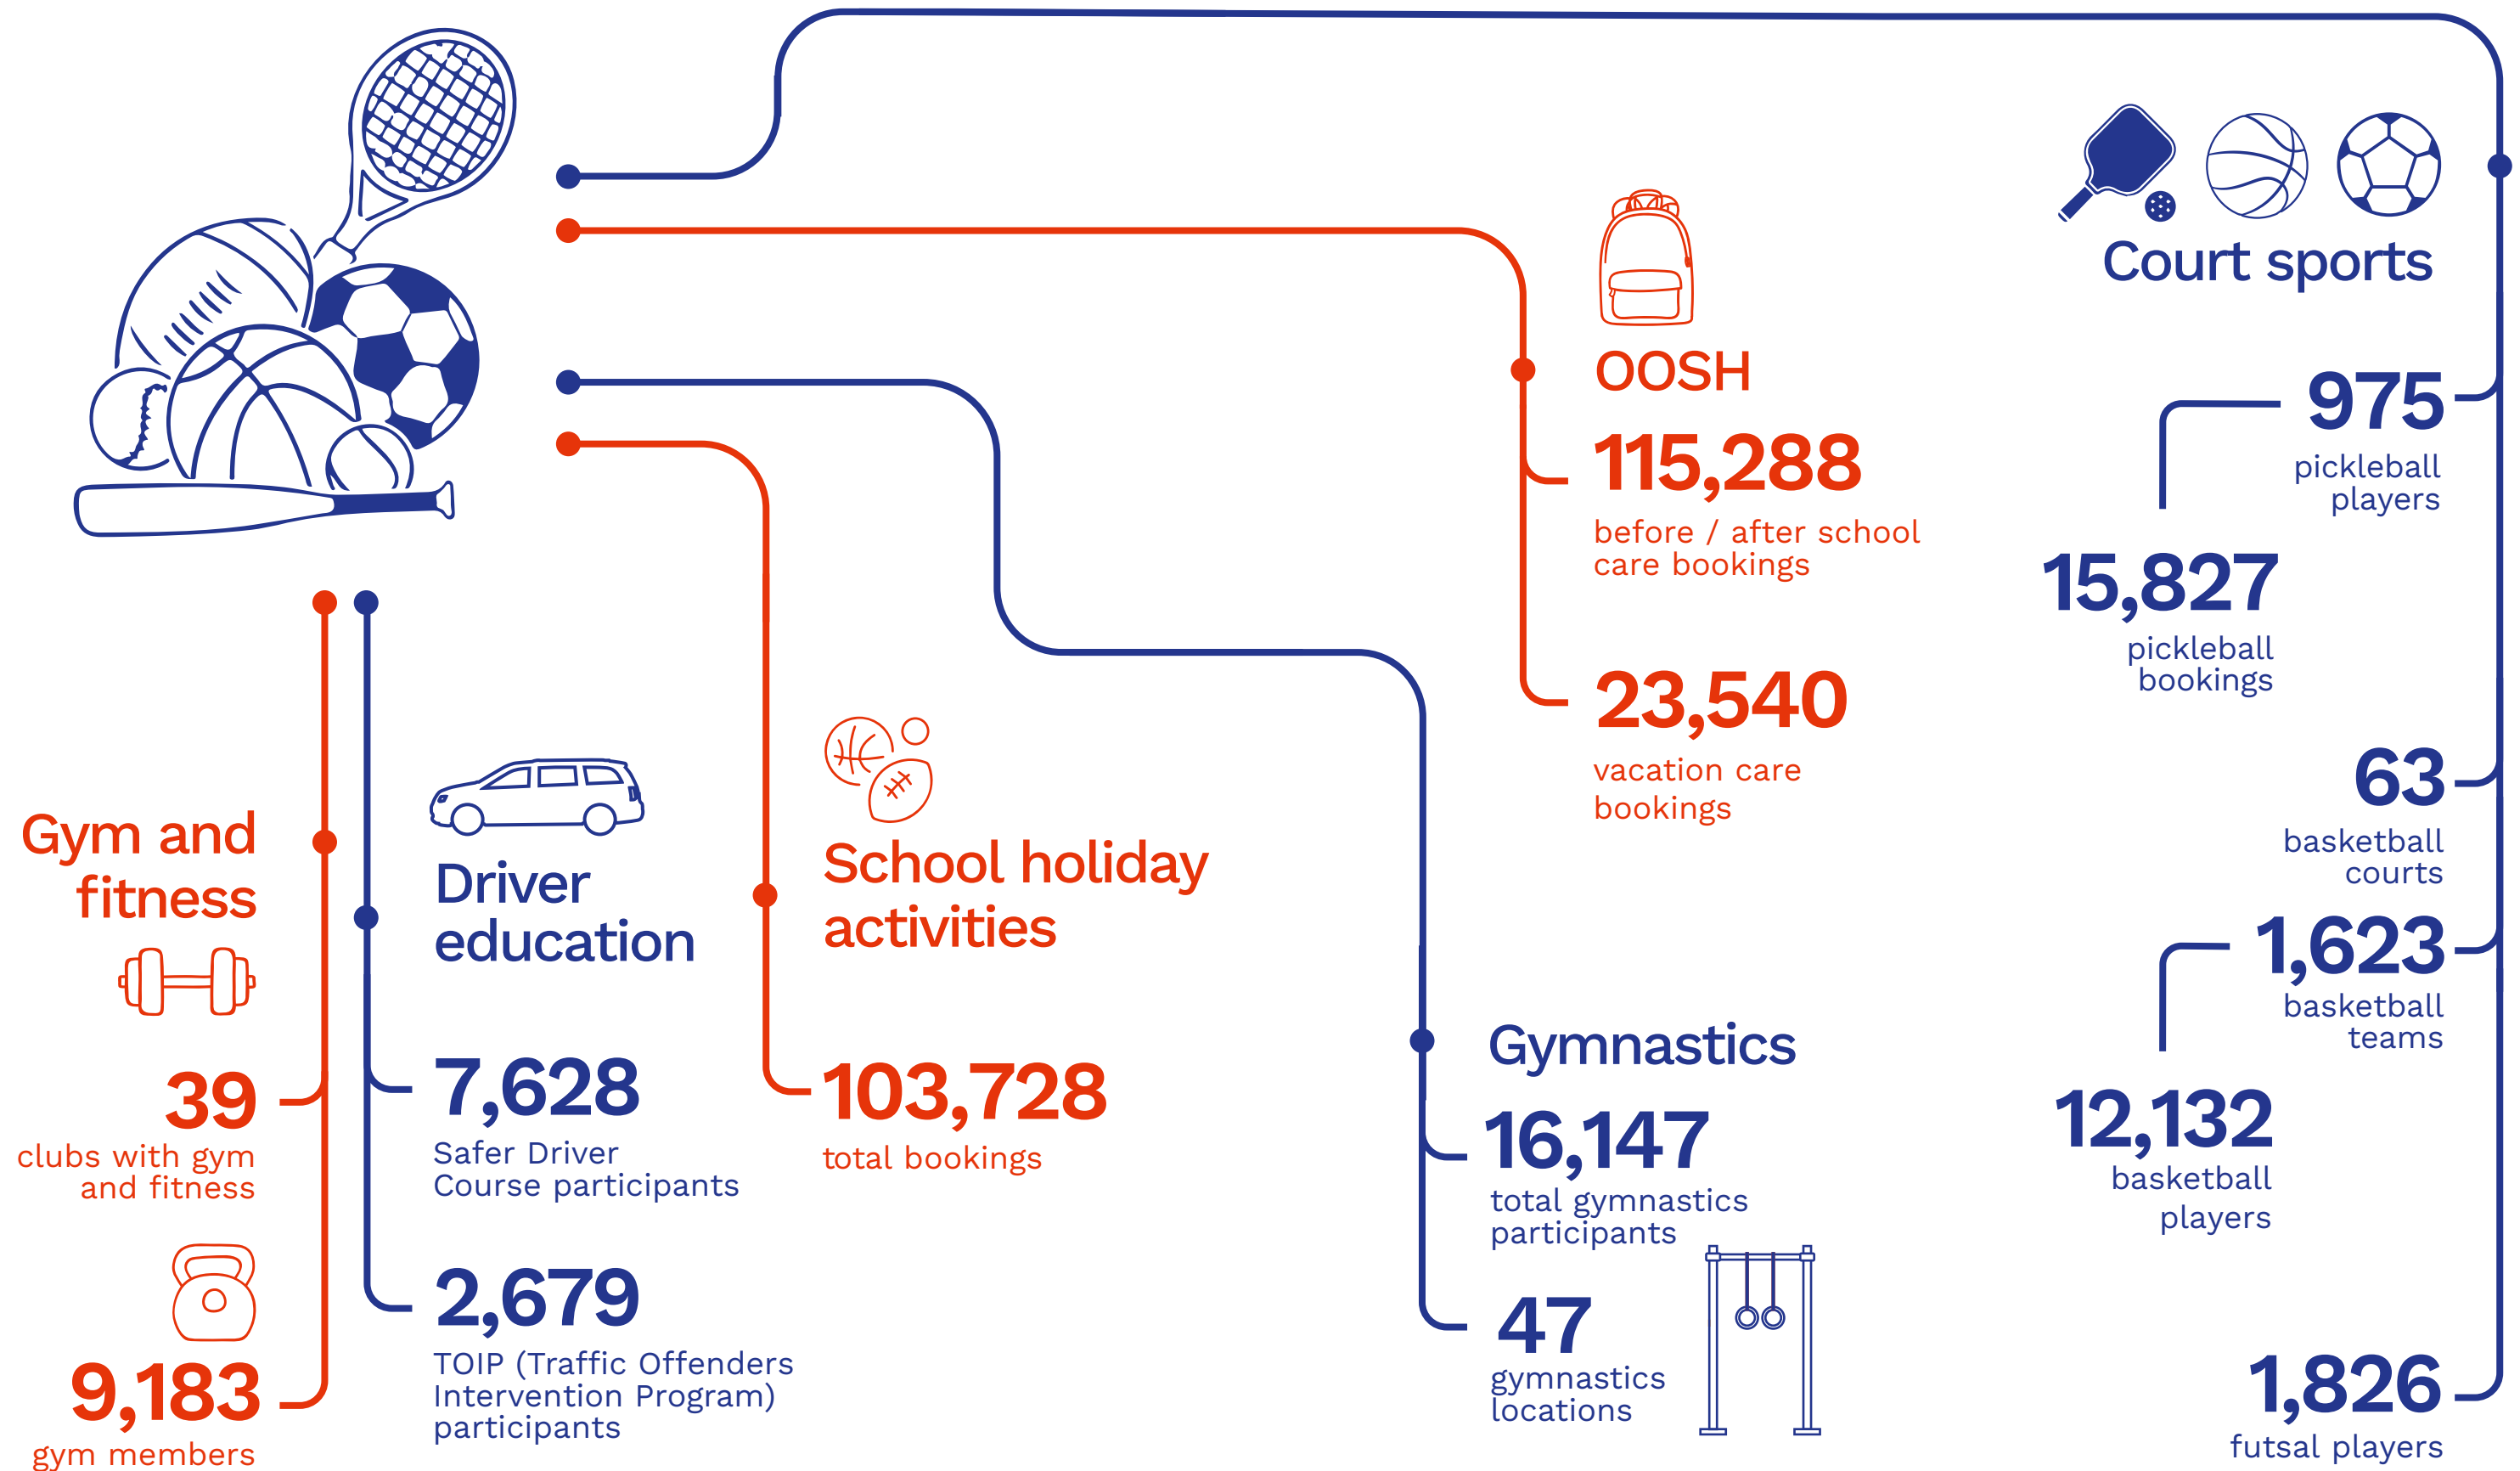 Gym and
fitness
39
clubs with gym
and fitness
9,183
gym members
Driver
education
7,628
Safer Driver
Course participants
2,679
TOIP (Traffic Offenders
Intervention Program)
participants
School holiday
activities
103,728
total bookings
Gymnastics
16,147
total gymnastics
participants
47
gymnastics
locations
OOSH
115,288
before / after school
care bookings
23,540
vacation care
bookings
Court sports
975
pickleball
players
15,827
pickleball
bookings
63
basketball
courts
1,623
basketball
teams
12,132
basketball
players
1,826
futsal players